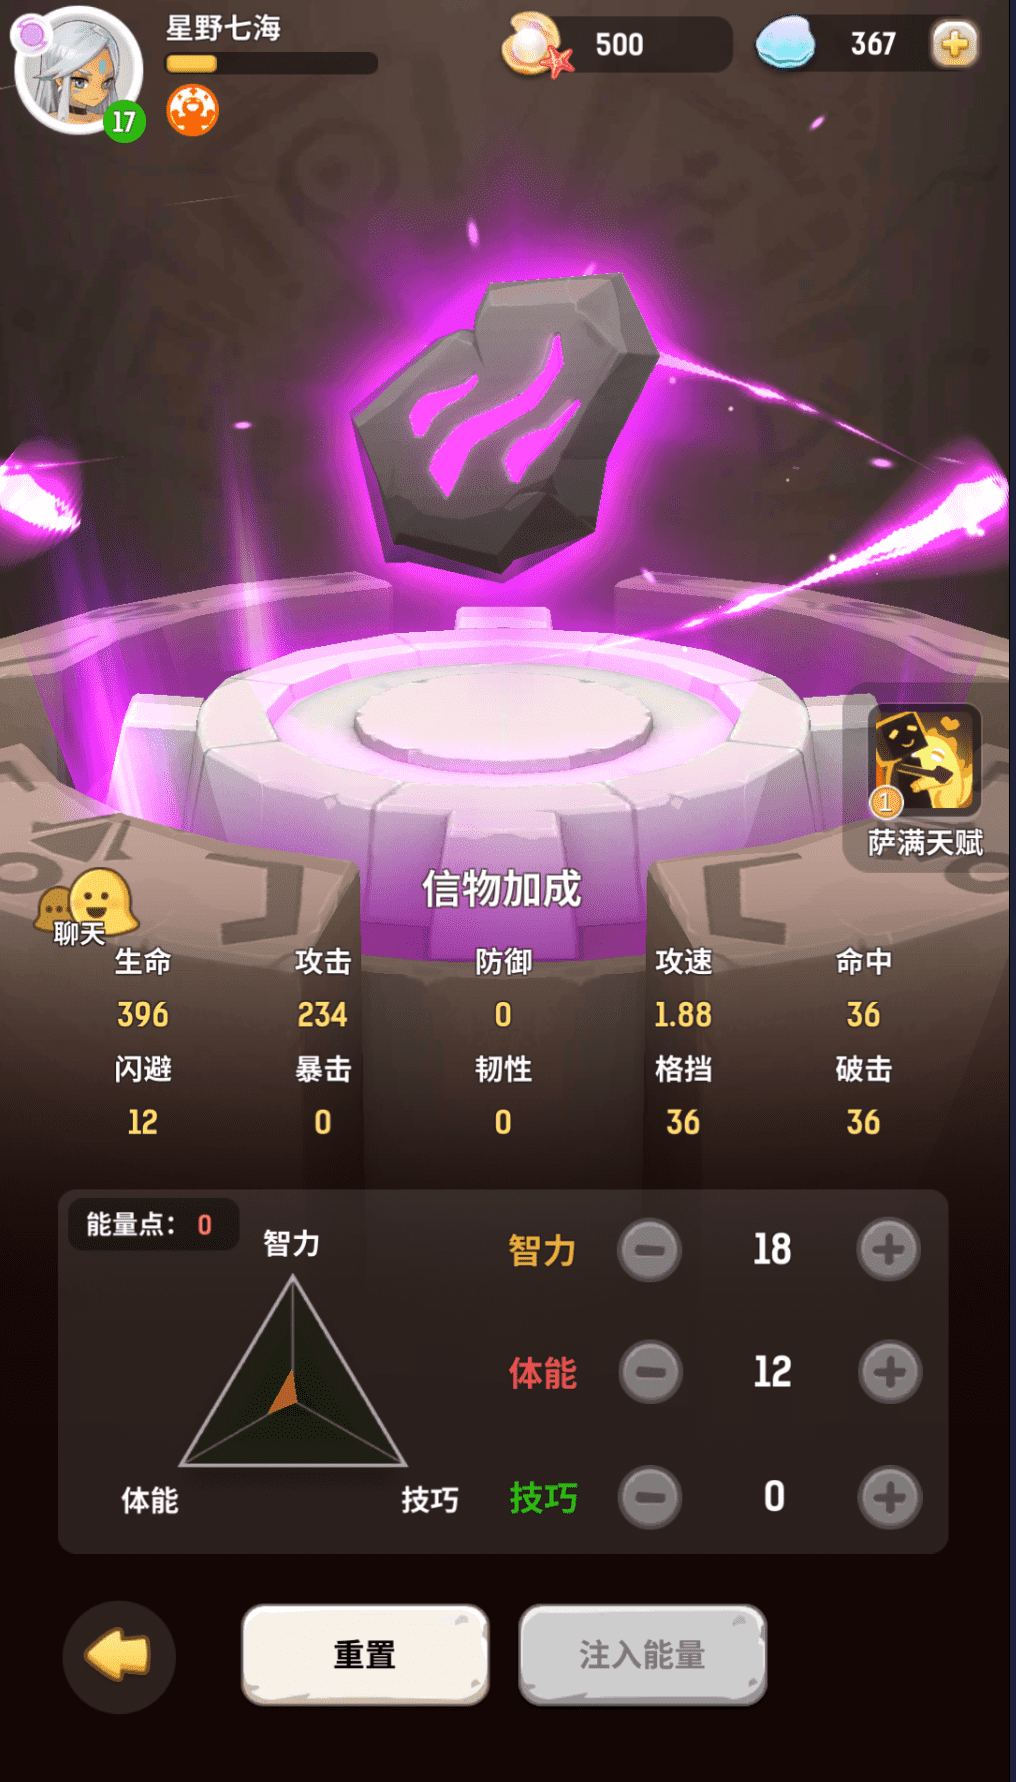 星野七海
500
367
17
1
萨满天赋
信物加成
聊天
生命 攻击 防御 攻速 命中
396 234 0 1.88 36
闪避 暴击 韧性 格挡 破击
12 0 0 36 36
能量点： 0
智力
体能
技巧
智力 18
体能 12
技巧 0
重置
注入能量